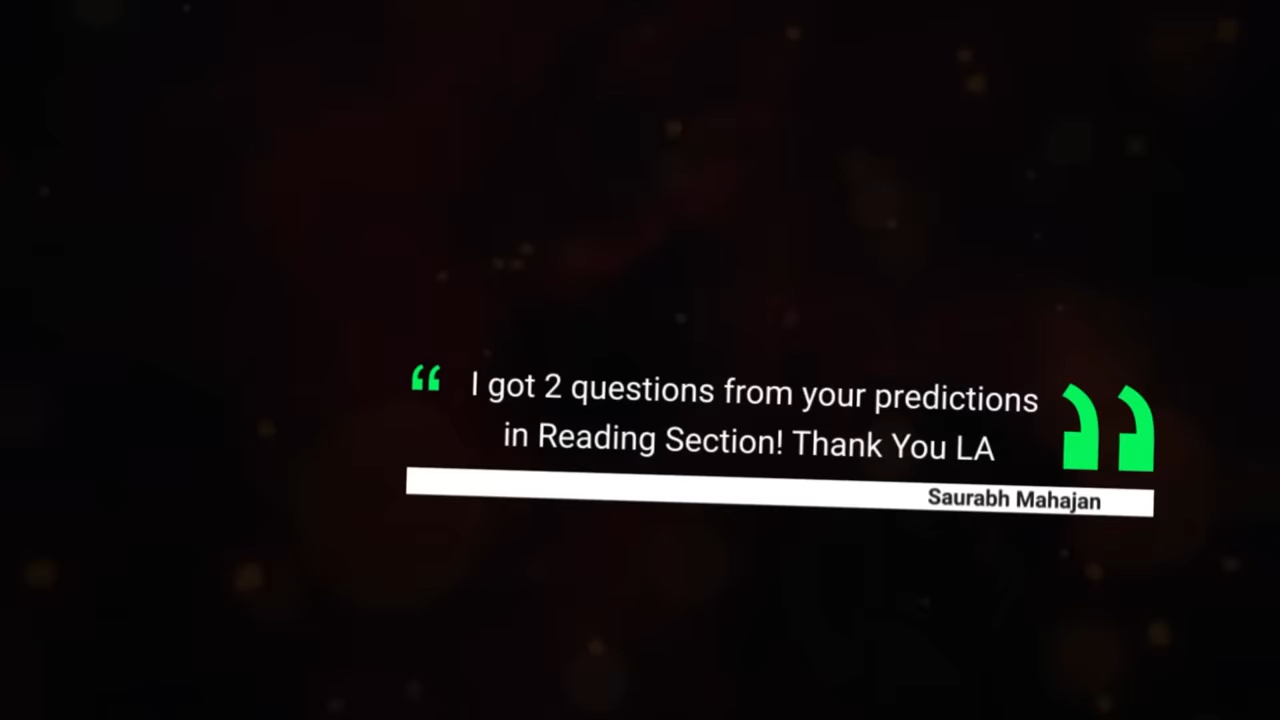 “ I got 2 questions from your predictions ”
in Reading Section! Thank You LA
Saurabh Mahajan